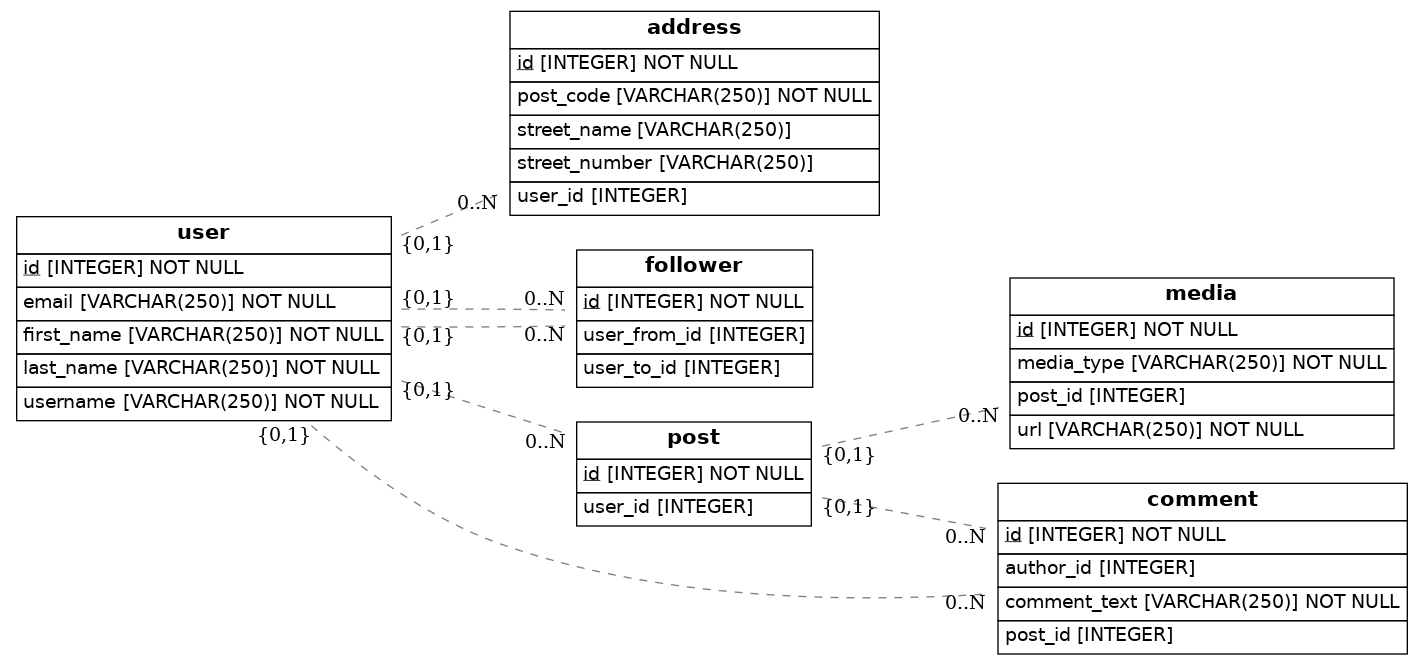 address
id [INTEGER] NOT NULL
post_code [VARCHAR(250)] NOT NULL
street_name [VARCHAR(250)]
street_number [VARCHAR(250)]
user_id [INTEGER]
0..N
{0,1}
user
id [INTEGER] NOT NULL
email [VARCHAR(250)] NOT NULL
first_name [VARCHAR(250)] NOT NULL
last_name [VARCHAR(250)] NOT NULL
username [VARCHAR(250)] NOT NULL
{0,1}
0..N
{0,1}
0..N
follower
id [INTEGER] NOT NULL
user_from_id [INTEGER]
user_to_id [INTEGER]
{0,1}
0..N
{0,1}
post
id [INTEGER] NOT NULL
user_id [INTEGER]
0..N
{0,1}
media
id [INTEGER] NOT NULL
media_type [VARCHAR(250)] NOT NULL
post_id [INTEGER]
url [VARCHAR(250)] NOT NULL
{0,1}
0..N
0..N
comment
id [INTEGER] NOT NULL
author_id [INTEGER]
comment_text [VARCHAR(250)] NOT NULL
post_id [INTEGER]